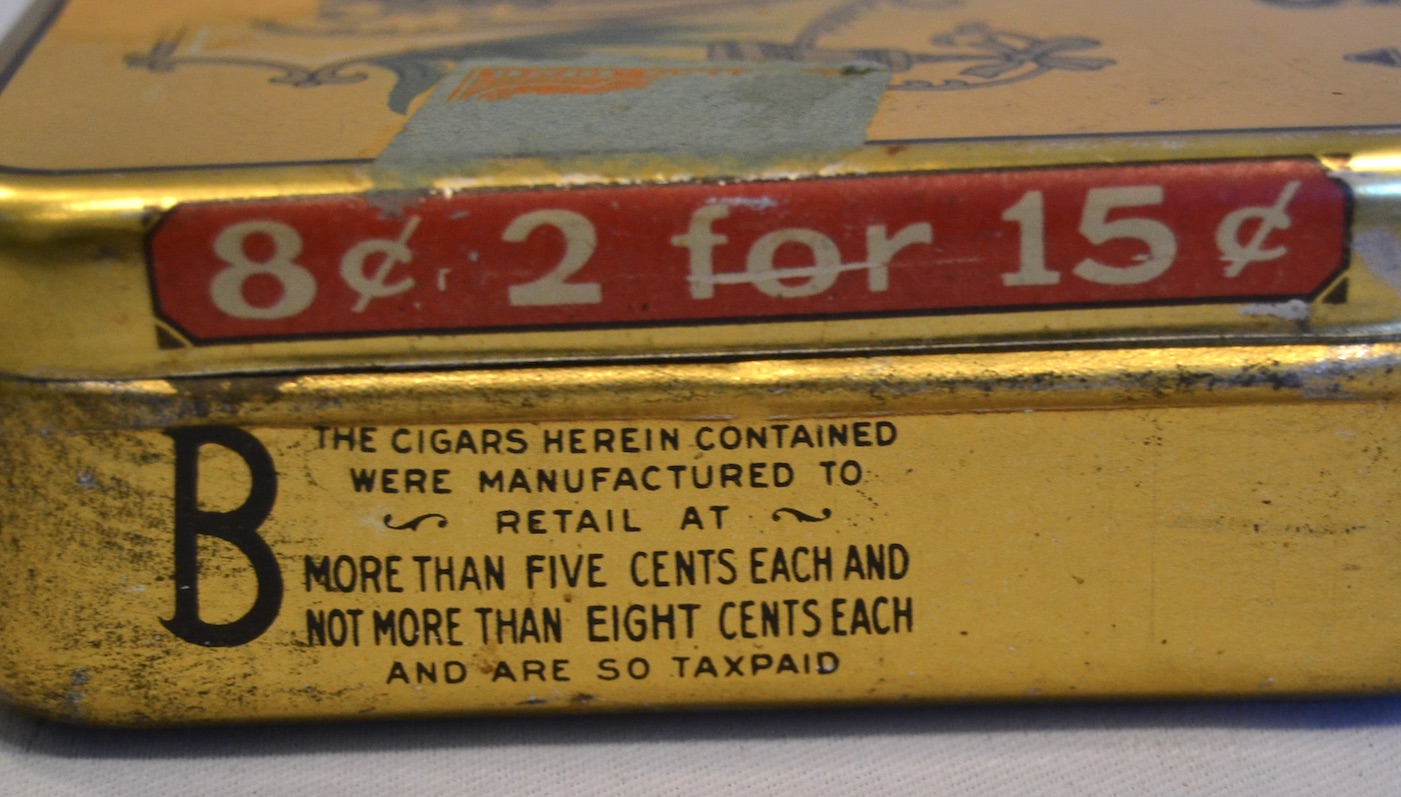 8¢ 2 for 15¢
B
THE CIGARS HEREIN CONTAINED
WERE MANUFACTURED TO
RETAIL AT
MORE THAN FIVE CENTS EACH AND
NOT MORE THAN EIGHT CENTS EACH
AND ARE SO TAXPAID